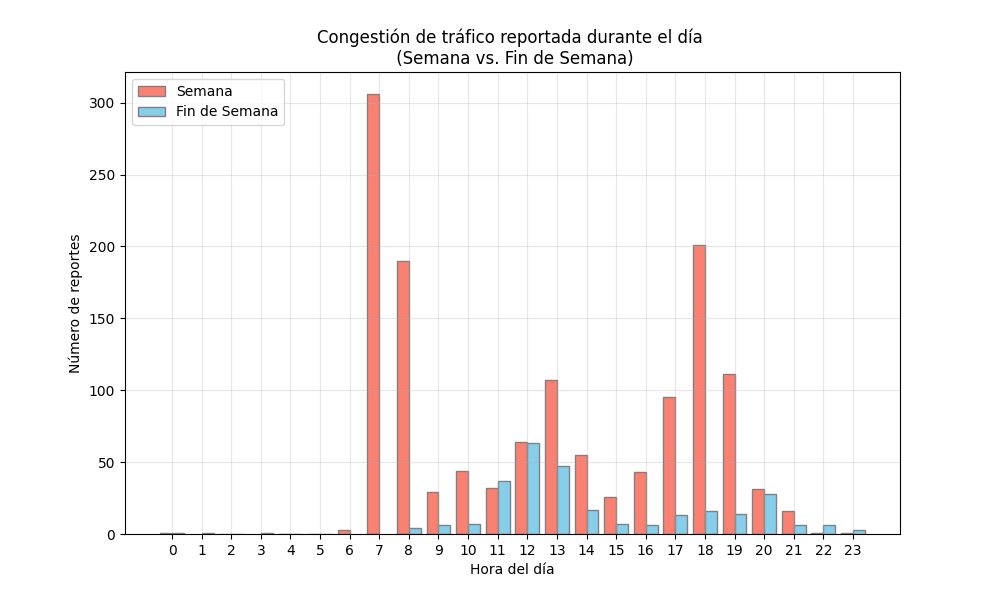 Congestión de tráfico reportada durante el día
(Semana vs. Fin de Semana)
Semana
Fin de Semana
Número de reportes
300
250
200
150
100
50
0
0 1 2 3 4 5 6 7 8 9 10 11 12 13 14 15 16 17 18 19 20 21 22 23
Hora del día